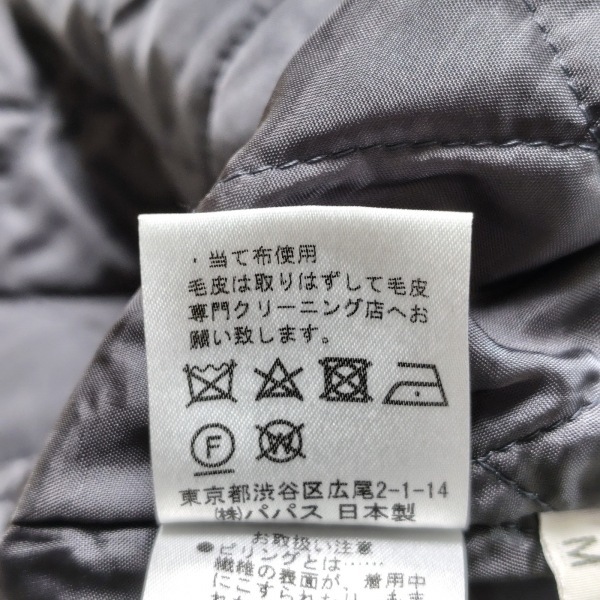 ・当て布使用
毛皮は取りはずして毛皮
専門クリーニング店へお
願い致します。
F W
東京都渋谷区広尾2-1-14
㈱パパス 日本製
お取扱い注意
●ピリングとは……
繊維の表面が、着用中
にこすられたり、も
M